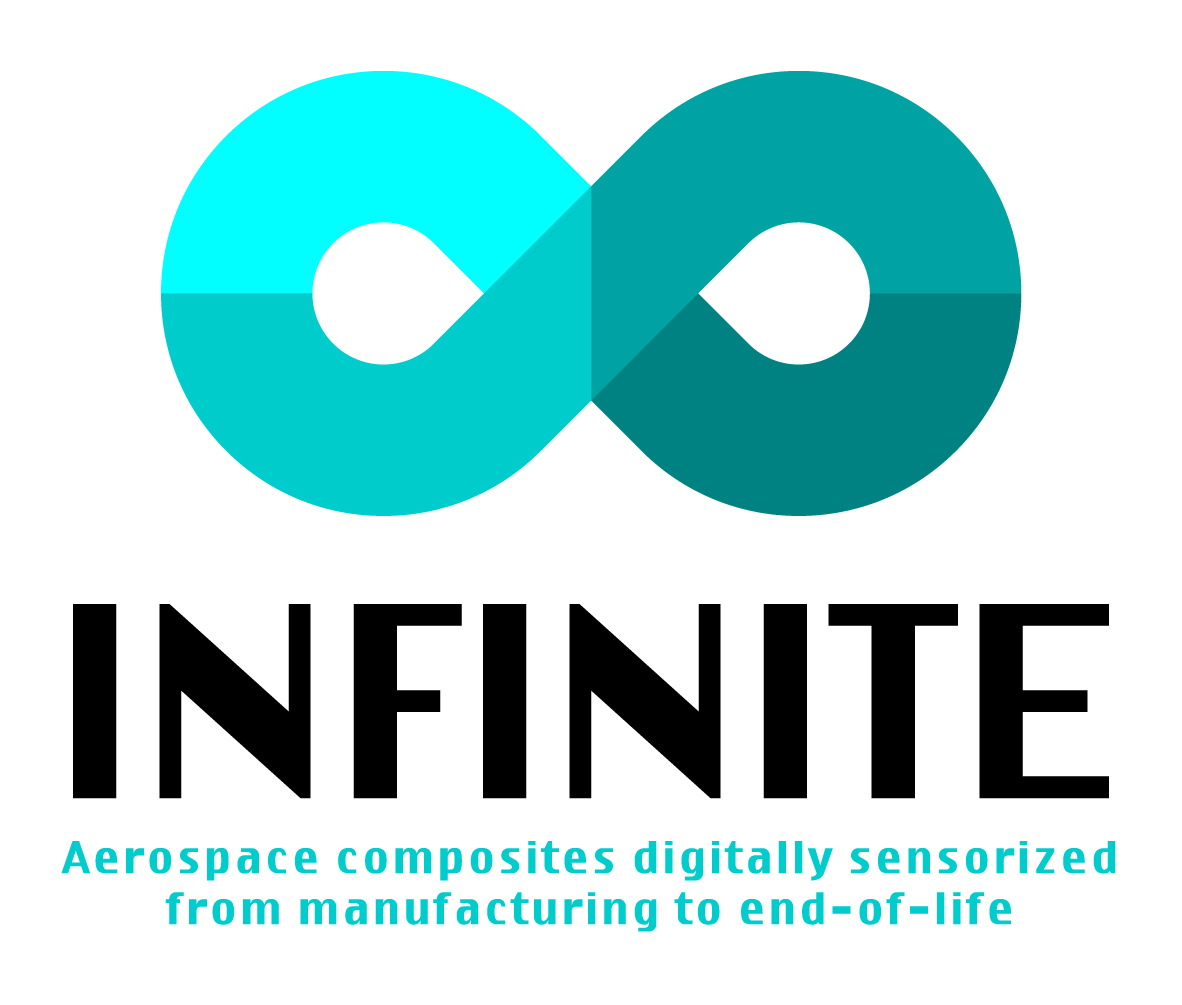 INFINITE
Aerospace composites digitally sensorized
from manufacturing to end-of-life